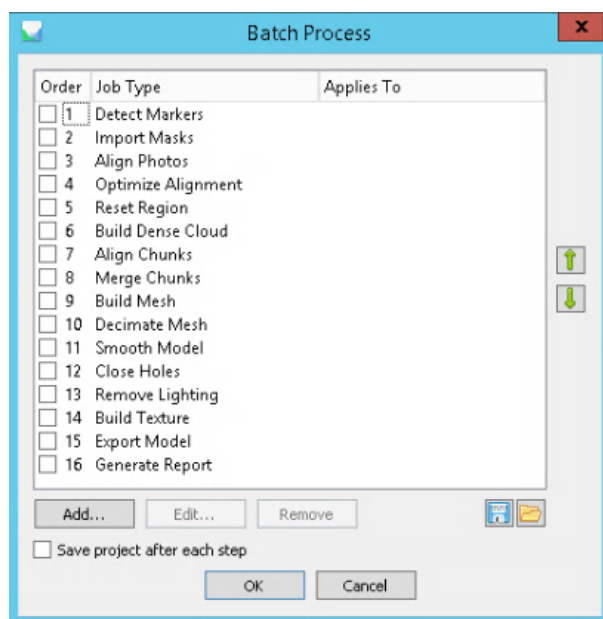 Batch Process
x
Order Job Type Applies To
1 Detect Markers
2 Import Masks
3 Align Photos
4 Optimize Alignment
5 Reset Region
6 Build Dense Cloud
7 Align Chunks
8 Merge Chunks
9 Build Mesh
10 Decimate Mesh
11 Smooth Model
12 Close Holes
13 Remove Lighting
14 Build Texture
15 Export Model
16 Generate Report
Add... Edit... Remove
Save project after each step
OK Cancel